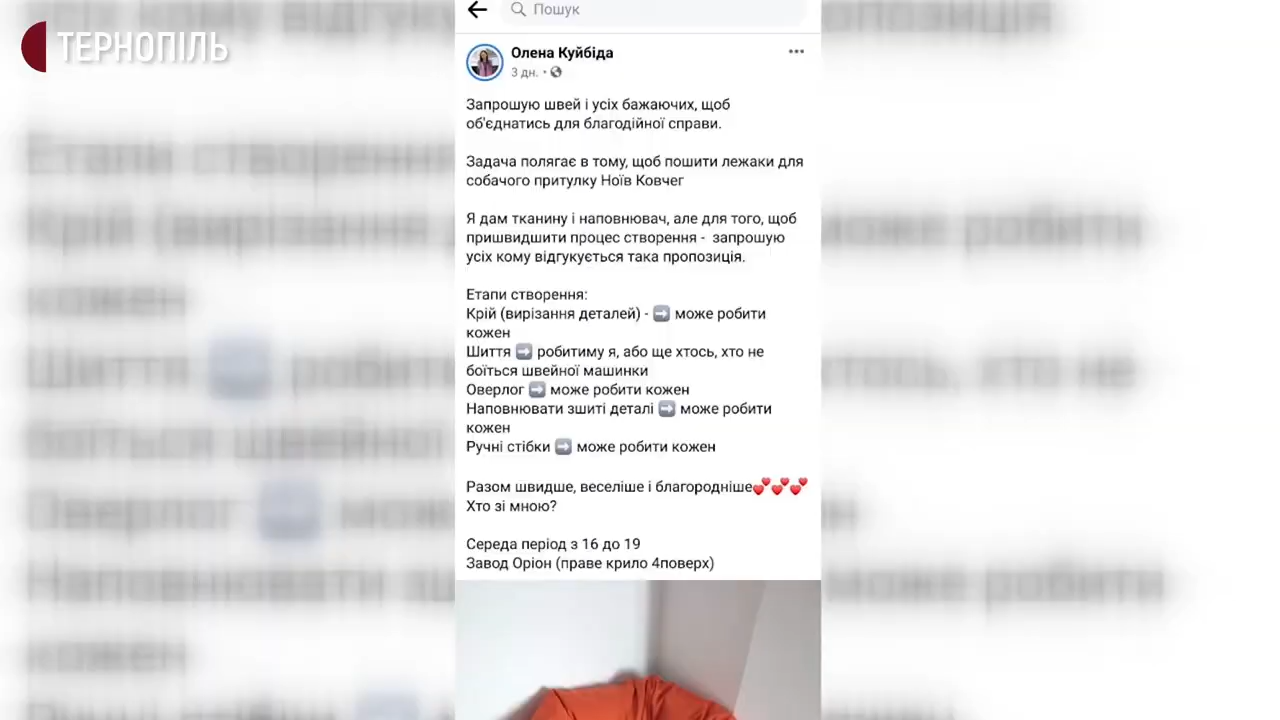 ТЕРНОПІЛЬ
Пошук
Олена Куйбіда
3 дн.
Запрошую швей і усіх бажаючих, щоб
об'єднатись для благодійної справи.
Задача полягає в тому, щоб пошити лежаки для
собачого притулку Ноїв Ковчег
Я дам тканину і наповнювач, але для того, щоб
пришвидшити процес створення - запрошую
усіх кому відгукується така пропозиція.
Етапи створення:
Крій (вирізання деталей) - ➡️ може робити
кожен
Шиття ➡️ робитиму я, або ще хтось, хто не
боїться швейної машинки
Оверлог ➡️ може робити кожен
Наповнювати зшиті деталі ➡️ може робити
кожен
Ручні стібки ➡️ може робити кожен
Разом швидше, веселіше і благородніше💕💕💕
Хто зі мною?
Середа період з 16 до 19
Завод Оріон (праве крило 4поверх)